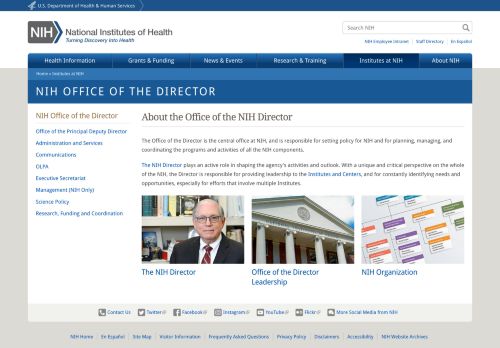 U.S. Department of Health & Human Services
NIH
National Institutes of Health
Turning Discovery Into Health
Search NIH
NIH Employee Intranet
Staff Directory
En Español
Health Information
Grants & Funding
News & Events
Research & Training
Institutes at NIH
About NIH
Home » Institutes at NIH
NIH OFFICE OF THE DIRECTOR
NIH Office of the Director
Office of the Principal Deputy Director
Administration and Services
Communications
OLPA
Executive Secretariat
Management (NIH Only)
Science Policy
Research, Funding and Coordination
About the Office of the NIH Director
The Office of the Director is the central office at NIH, and is responsible for setting policy for NIH and for planning, managing, and
coordinating the programs and activities of all the NIH components.
The NIH Director plays an active role in shaping the agency's activities and outlook. With a unique and critical perspective on the whole
of the NIH, the Director is responsible for providing leadership to the Institutes and Centers, and for constantly identifying needs and
opportunities, especially for efforts that involve multiple Institutes.
The NIH Director
Office of the Director
Leadership
NIH Organization
Contact Us
Twitter
Facebook
Instagram
YouTube
Flickr
More Social Media from NIH
NIH Home
En Español
Site Map
Visitor Information
Frequently Asked Questions
Privacy Policy
Disclaimers
Accessibility
NIH Website Archives